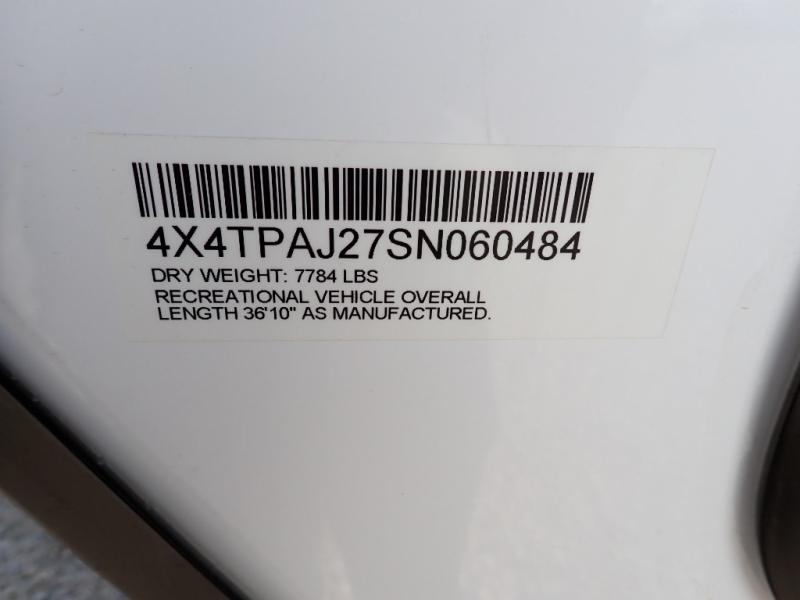 4X4TPAJ27SN060484
DRY WEIGHT: 7784 LBS
RECREATIONAL VEHICLE OVERALL
LENGTH 36'10" AS MANUFACTURED.